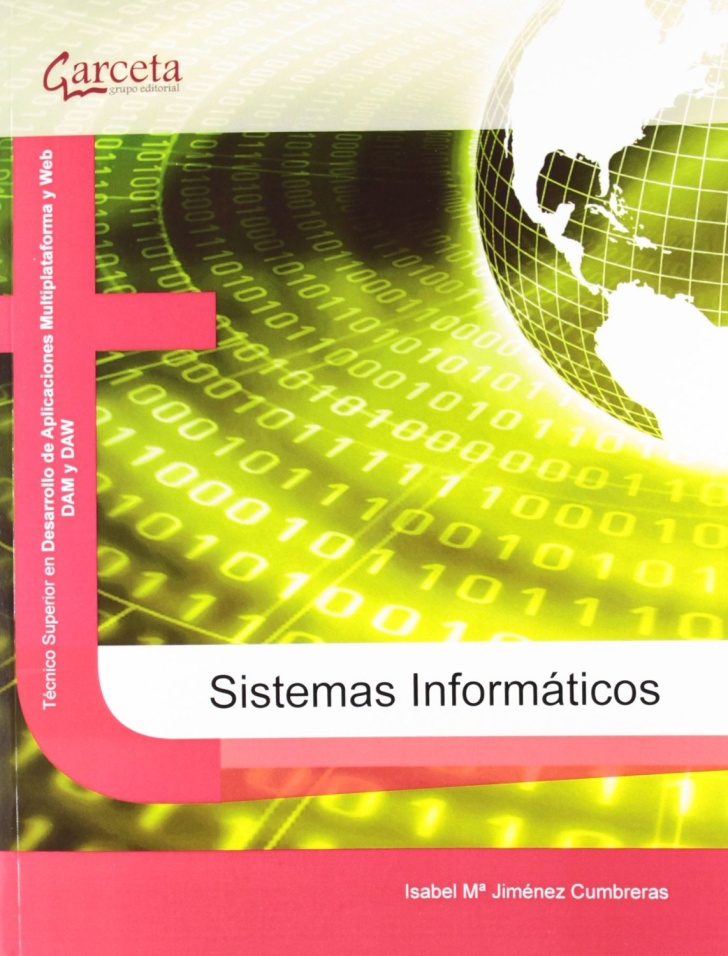 Garceta
grupo editorial
Técnico Superior en Desarrollo de Aplicaciones Multiplataforma y Web
DAM y DAW
Sistemas Informáticos
Isabel Mª Jiménez Cumbreras